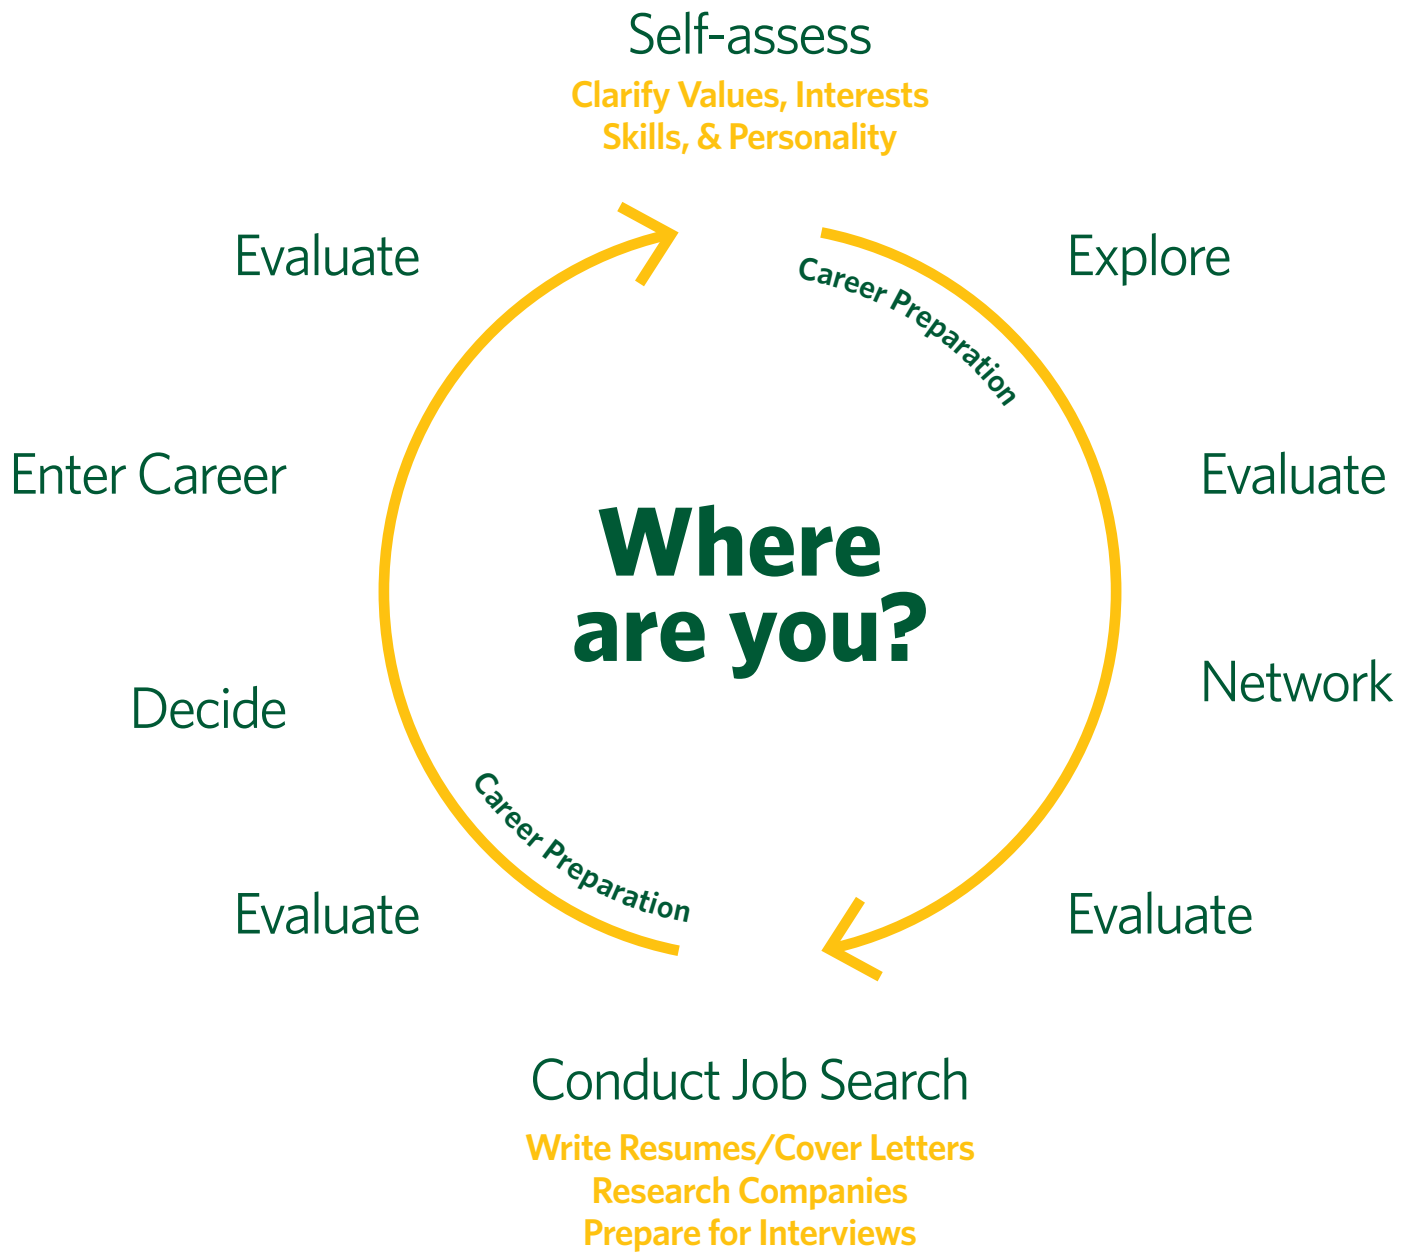 Self-assess
Clarify Values, Interests
Skills, & Personality
Explore
Evaluate
Network
Evaluate
Conduct Job Search
Write Resumes/Cover Letters
Research Companies
Prepare for Interviews
Evaluate
Decide
Enter Career
Evaluate
Career Preparation
Where
are you?
Career Preparation